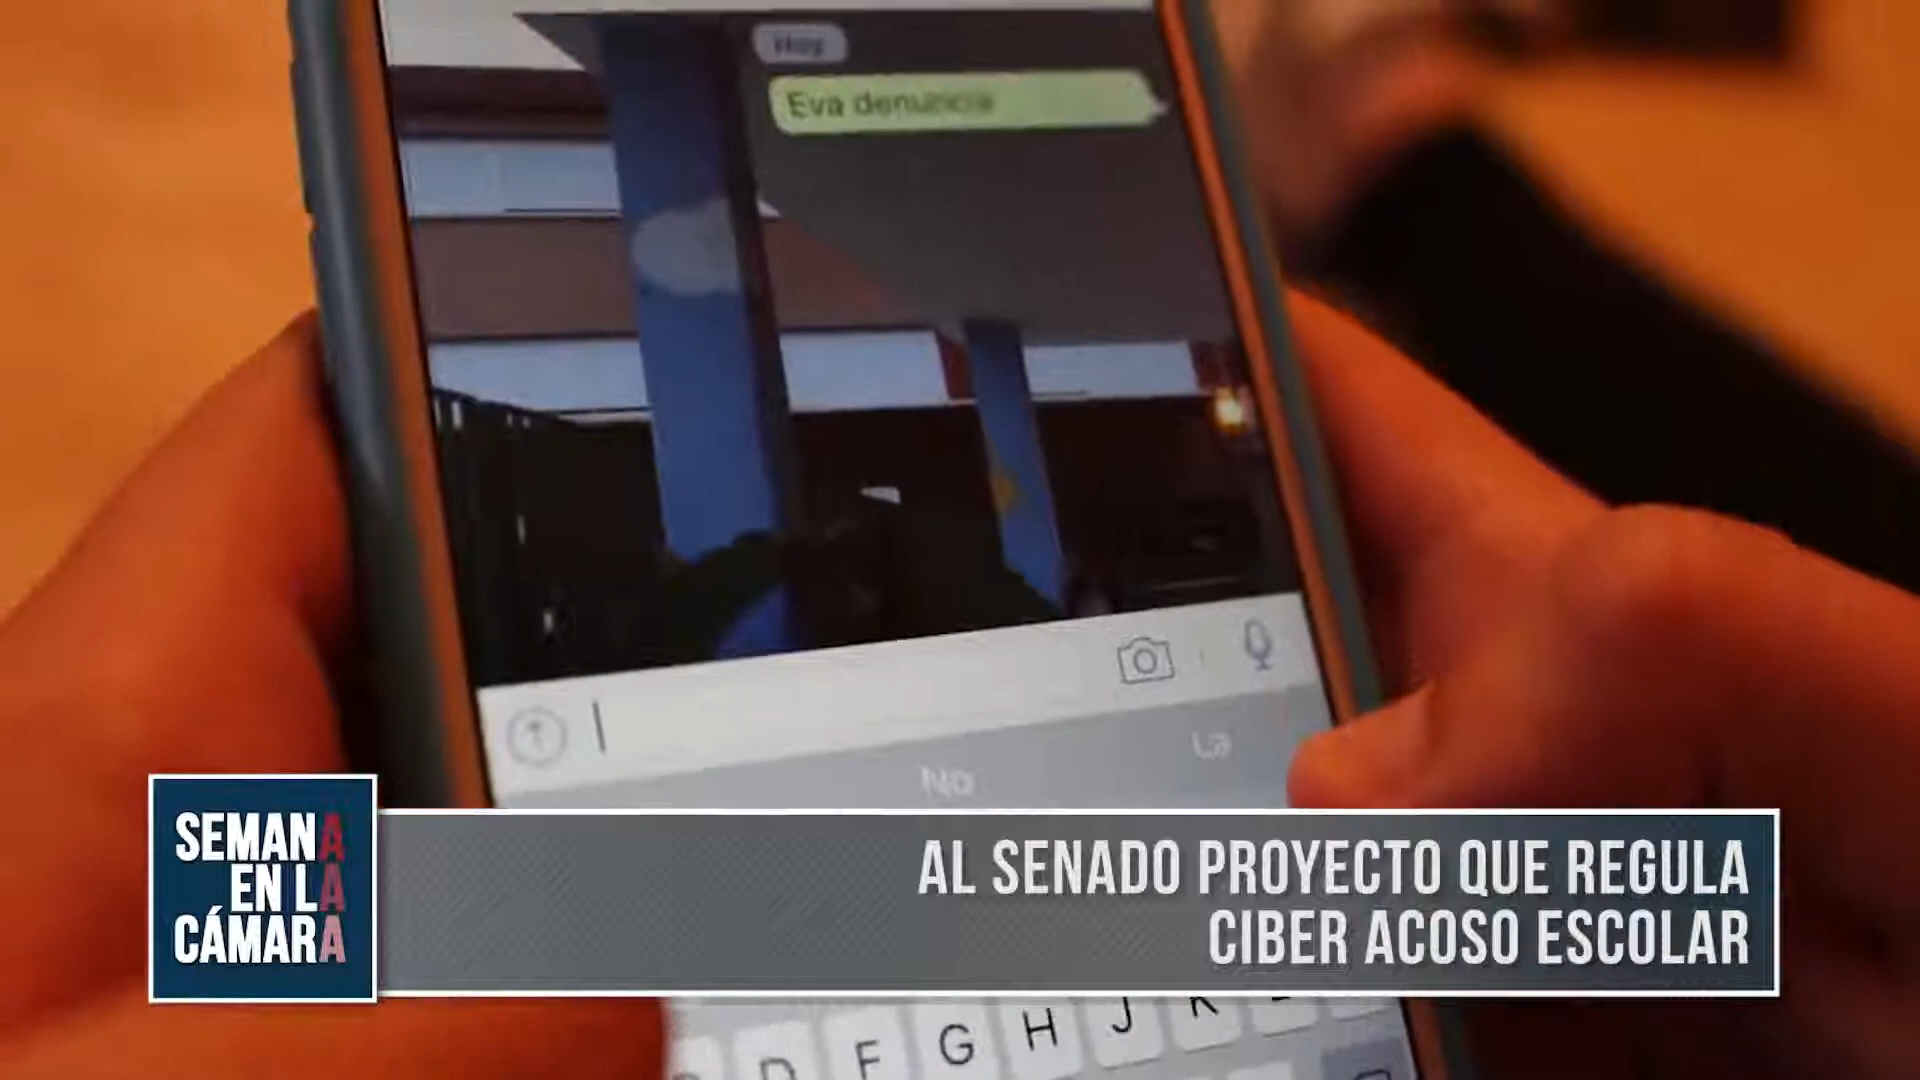 Hoy
Eva denuncia
La
No
SEMANA
EN LA
CÁMARA
AL SENADO PROYECTO QUE REGULA
CIBER ACOSO ESCOLAR
D F G H J K